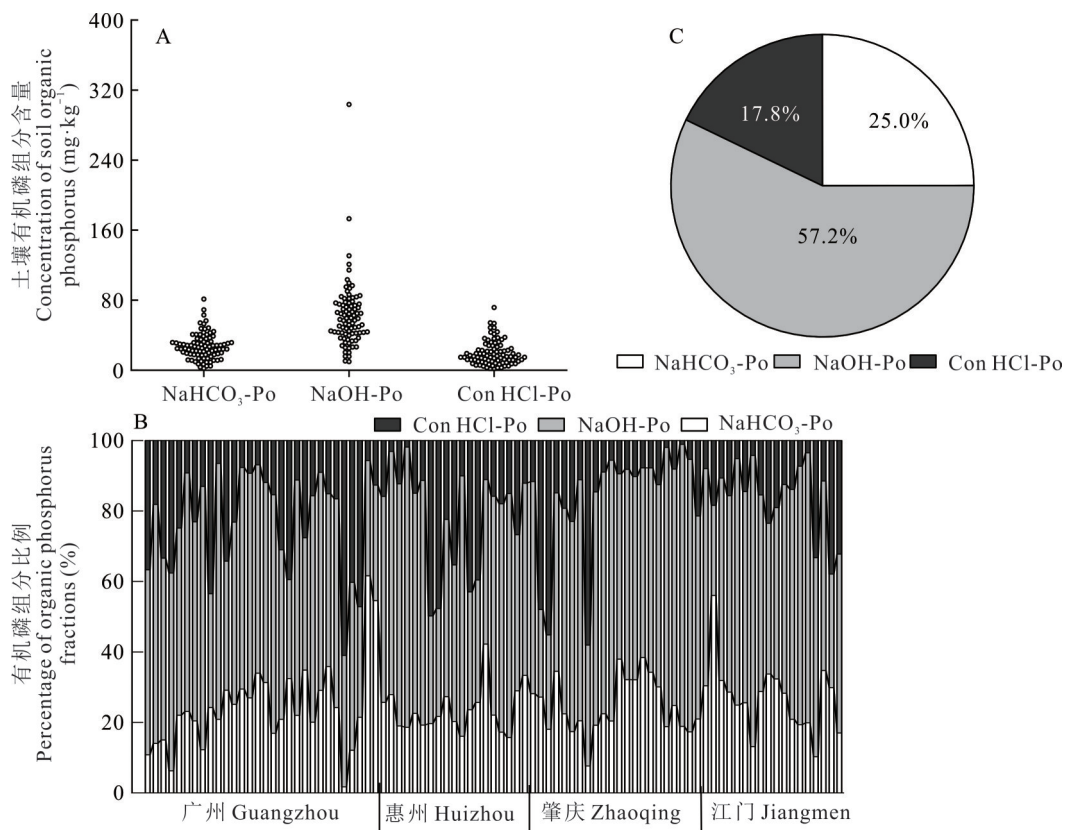 400
A
320
240
160
80
0
土壤有机磷组分含量
Concentration of soil organic
phosphorus (mg·kg⁻¹)
NaHCO₃-Po
NaOH-Po
Con HCl-Po
C
17.8%
25.0%
57.2%
NaHCO₃-Po
NaOH-Po
Con HCl-Po
B
Con HCl-Po
NaOH-Po
NaHCO₃-Po
100
80
60
40
20
0
有机磷组分比例
Percentage of organic phosphorus
fractions (%)
广州 Guangzhou
惠州 Huizhou
肇庆 Zhaoqing
江门 Jiangmen